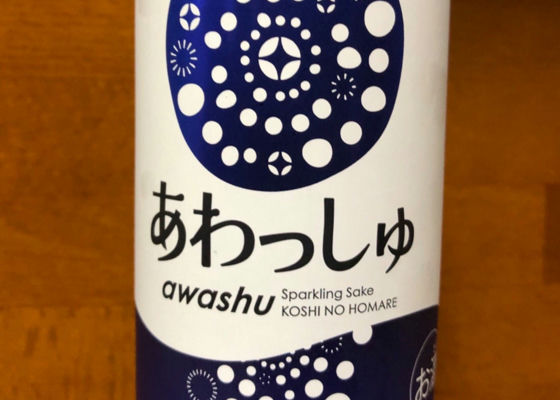 あわっしゅ
awashu
Sparkling Sake
KOSHI NO HOMARE